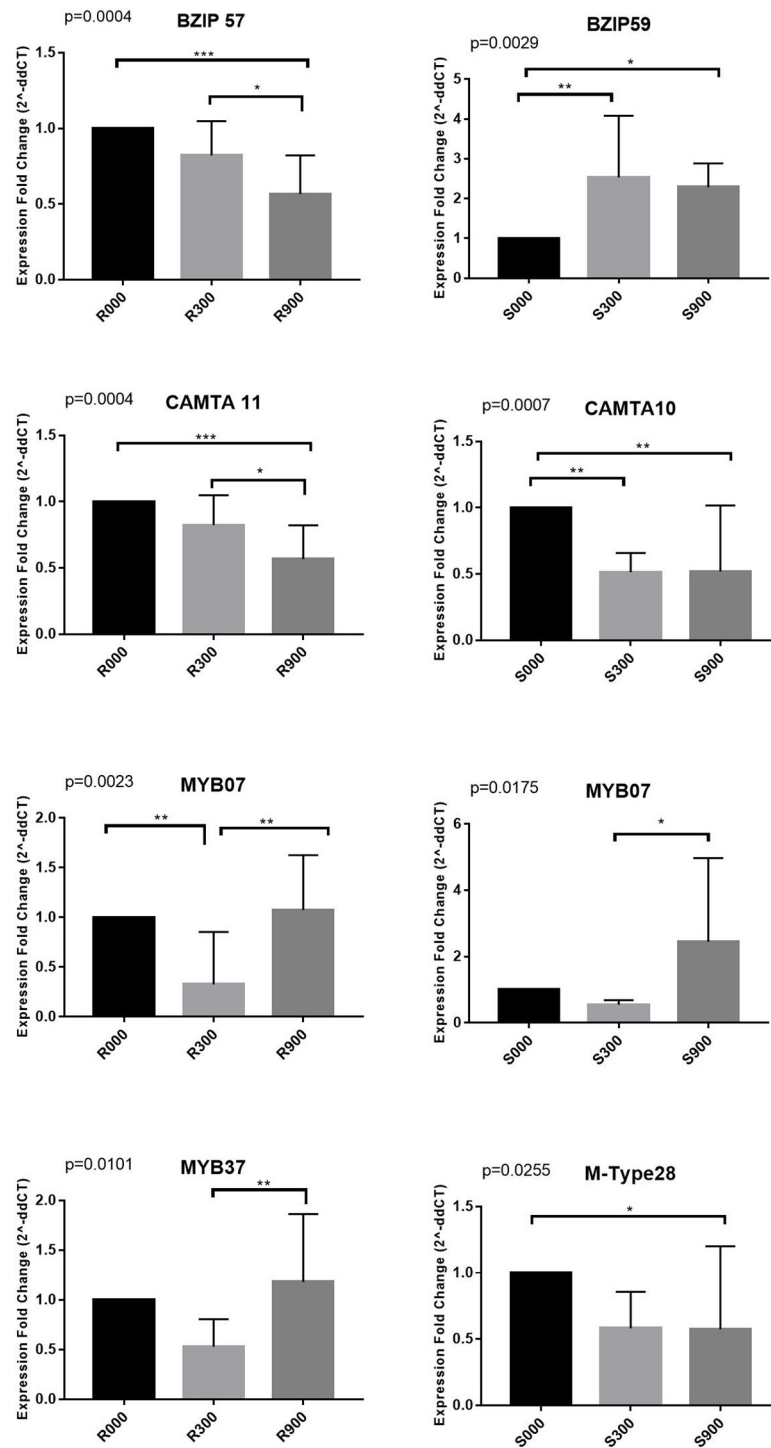 p=0.0004
BZIP 57
Expression Fold Change (2^-ddCT)
1.5
1.0
0.5
0.0
***
*
R000
R300
R900
p=0.0029
BZIP59
Expression Fold Change (2^-ddCT)
5
4
3
2
1
0
*
**
S000
S300
S900
p=0.0004
CAMTA 11
Expression Fold Change (2^-ddCT)
1.5
1.0
0.5
0.0
***
*
R000
R300
R900
p=0.0007
CAMTA10
Expression Fold Change (2^-ddCT)
1.5
1.0
0.5
0.0
**
**
S000
S300
S900
p=0.0023
MYB07
Expression Fold Change (2^-ddCT)
2.0
1.5
1.0
0.5
0.0
**
**
R000
R300
R900
p=0.0175
MYB07
Expression Fold Change (2^-ddCT)
6
4
2
0
*
S000
S300
S900
p=0.0101
MYB37
Expression Fold Change (2^-ddCT)
2.0
1.5
1.0
0.5
0.0
**
R000
R300
R900
p=0.0255
M-Type28
Expression Fold Change (2^-ddCT)
1.5
1.0
0.5
0.0
*
S000
S300
S900